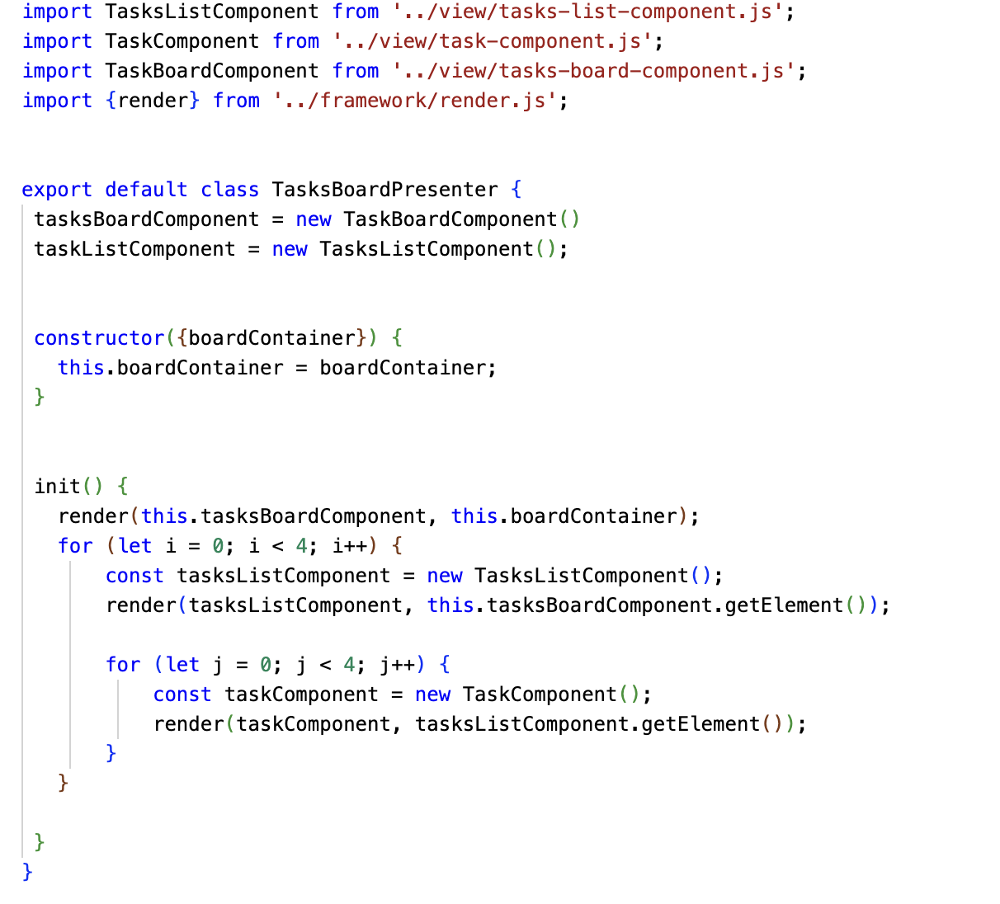 import TasksListComponent from '../view/tasks-list-component.js';
import TaskComponent from '../view/task-component.js';
import TaskBoardComponent from '../view/tasks-board-component.js';
import {render} from '../framework/render.js';
export default class TasksBoardPresenter {
tasksBoardComponent = new TaskBoardComponent()
taskListComponent = new TasksListComponent();
constructor({boardContainer}) {
this.boardContainer = boardContainer;
}
init() {
render(this.tasksBoardComponent, this.boardContainer);
for (let i = 0; i < 4; i++) {
const tasksListComponent = new TasksListComponent();
render(tasksListComponent, this.tasksBoardComponent.getElement());
for (let j = 0; j < 4; j++) {
const taskComponent = new TaskComponent();
render(taskComponent, tasksListComponent.getElement());
}
}
}
}